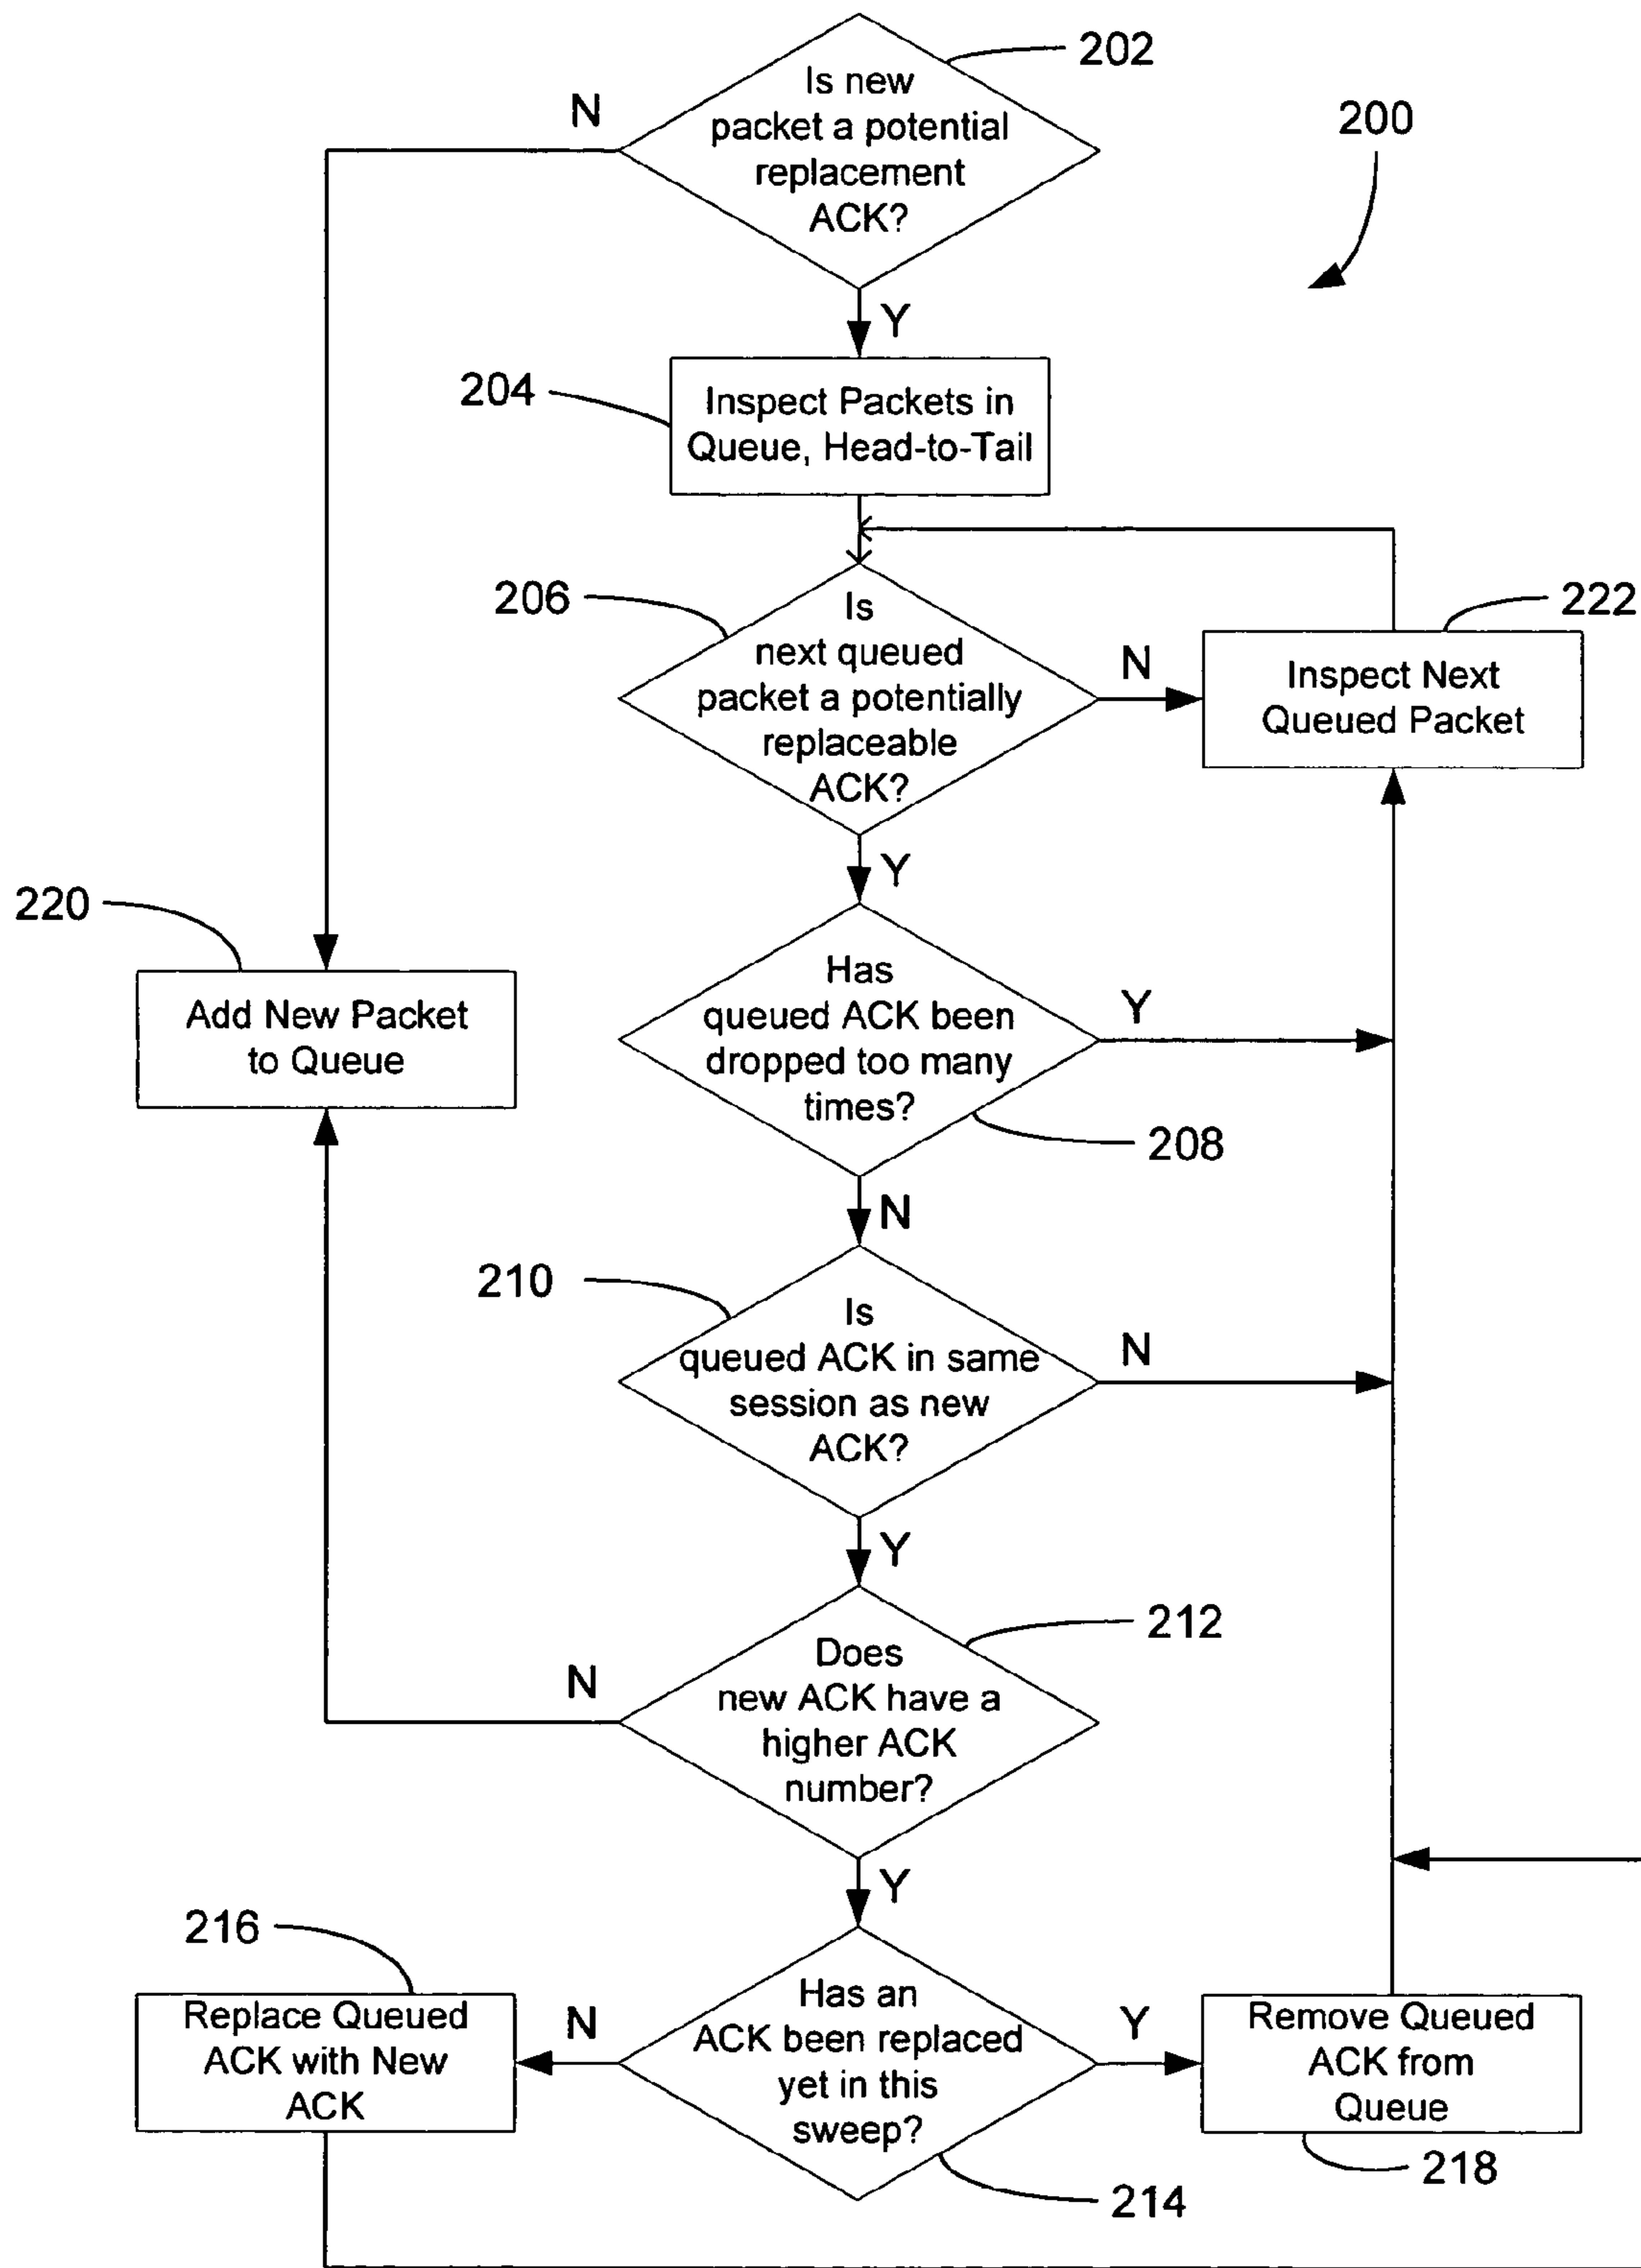 202
Is new
packet a potential
replacement
ACK?
N
200
Y
204
Inspect Packets in
Queue, Head-to-Tail
206
Is
next queued
packet a potentially
replaceable
ACK?
N
222
Inspect Next
Queued Packet
Y
220
Add New Packet
to Queue
Has
queued ACK been
dropped too many
times?
Y
208
N
210
Is
queued ACK in same
session as new
ACK?
N
Y
212
Does
new ACK have a
higher ACK
number?
N
Y
216
Replace Queued
ACK with New
ACK
N
Has an
ACK been replaced
yet in this
sweep?
Y
Remove Queued
ACK from
Queue
218
214